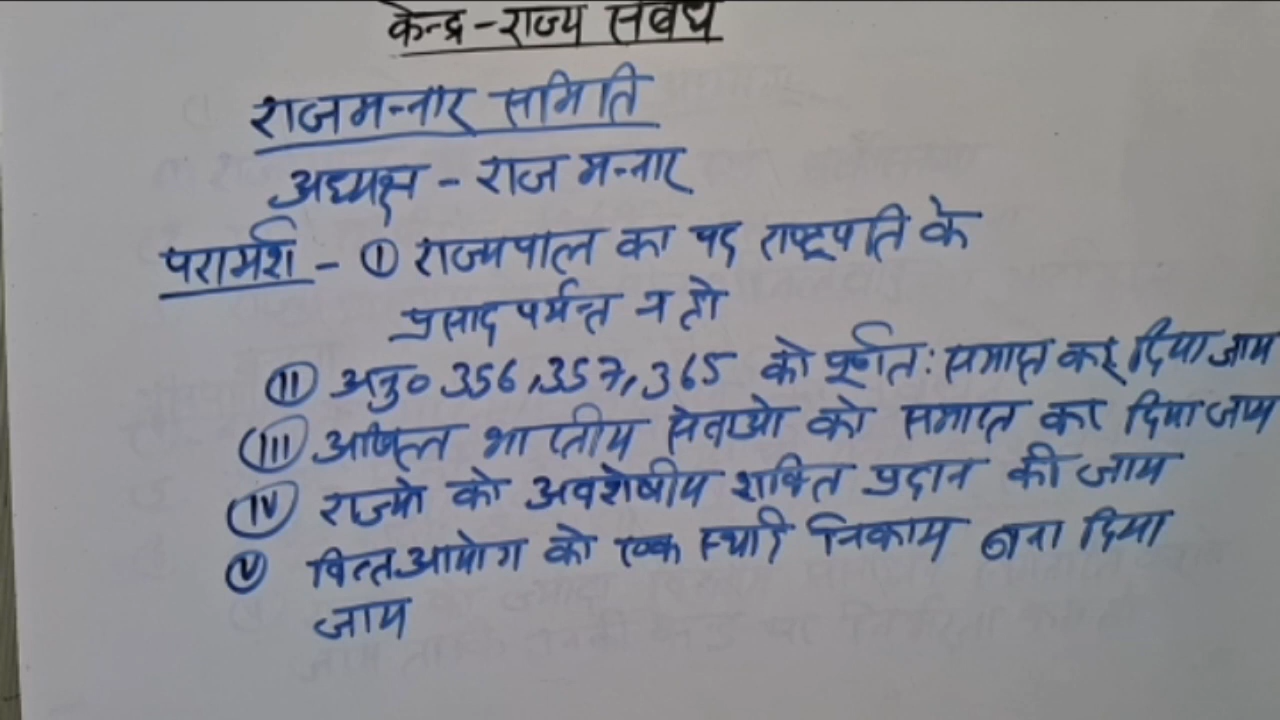 केन्द्र-राज्य संबंध
राजमन्नार समिति
अध्यक्ष - राज मन्नार
परामर्श - ① राज्यपाल का पद राष्ट्रपति के
प्रसाद पर्यन्त न हो
(II) अनु० 356,357,365 को पूर्णत: समाप्त कर दिया जाय
(III) अखिल भारतीय सेवाओ को समाप्त कर दिया जाय
(IV) राज्यो को अवशेषीय शक्ति प्रदान की जाय
(V) वित्त आयोग को एक स्थाई निकाय बना दिया
जाय